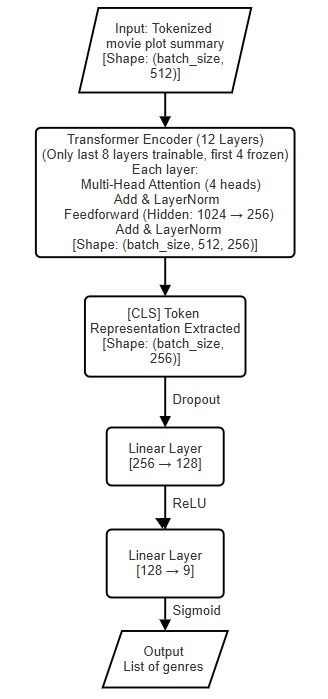 Input: Tokenized
movie plot summary
[Shape: (batch_size,
512)]
Transformer Encoder (12 Layers)
(Only last 8 layers trainable, first 4 frozen)
Each layer:
Multi-Head Attention (4 heads)
Add & LayerNorm
Feedforward (Hidden: 1024 → 256)
Add & LayerNorm
[Shape: (batch_size, 512, 256)]
[CLS] Token
Representation Extracted
[Shape: (batch_size,
256)]
Dropout
Linear Layer
[256 → 128]
ReLU
Linear Layer
[128 → 9]
Sigmoid
Output
List of genres